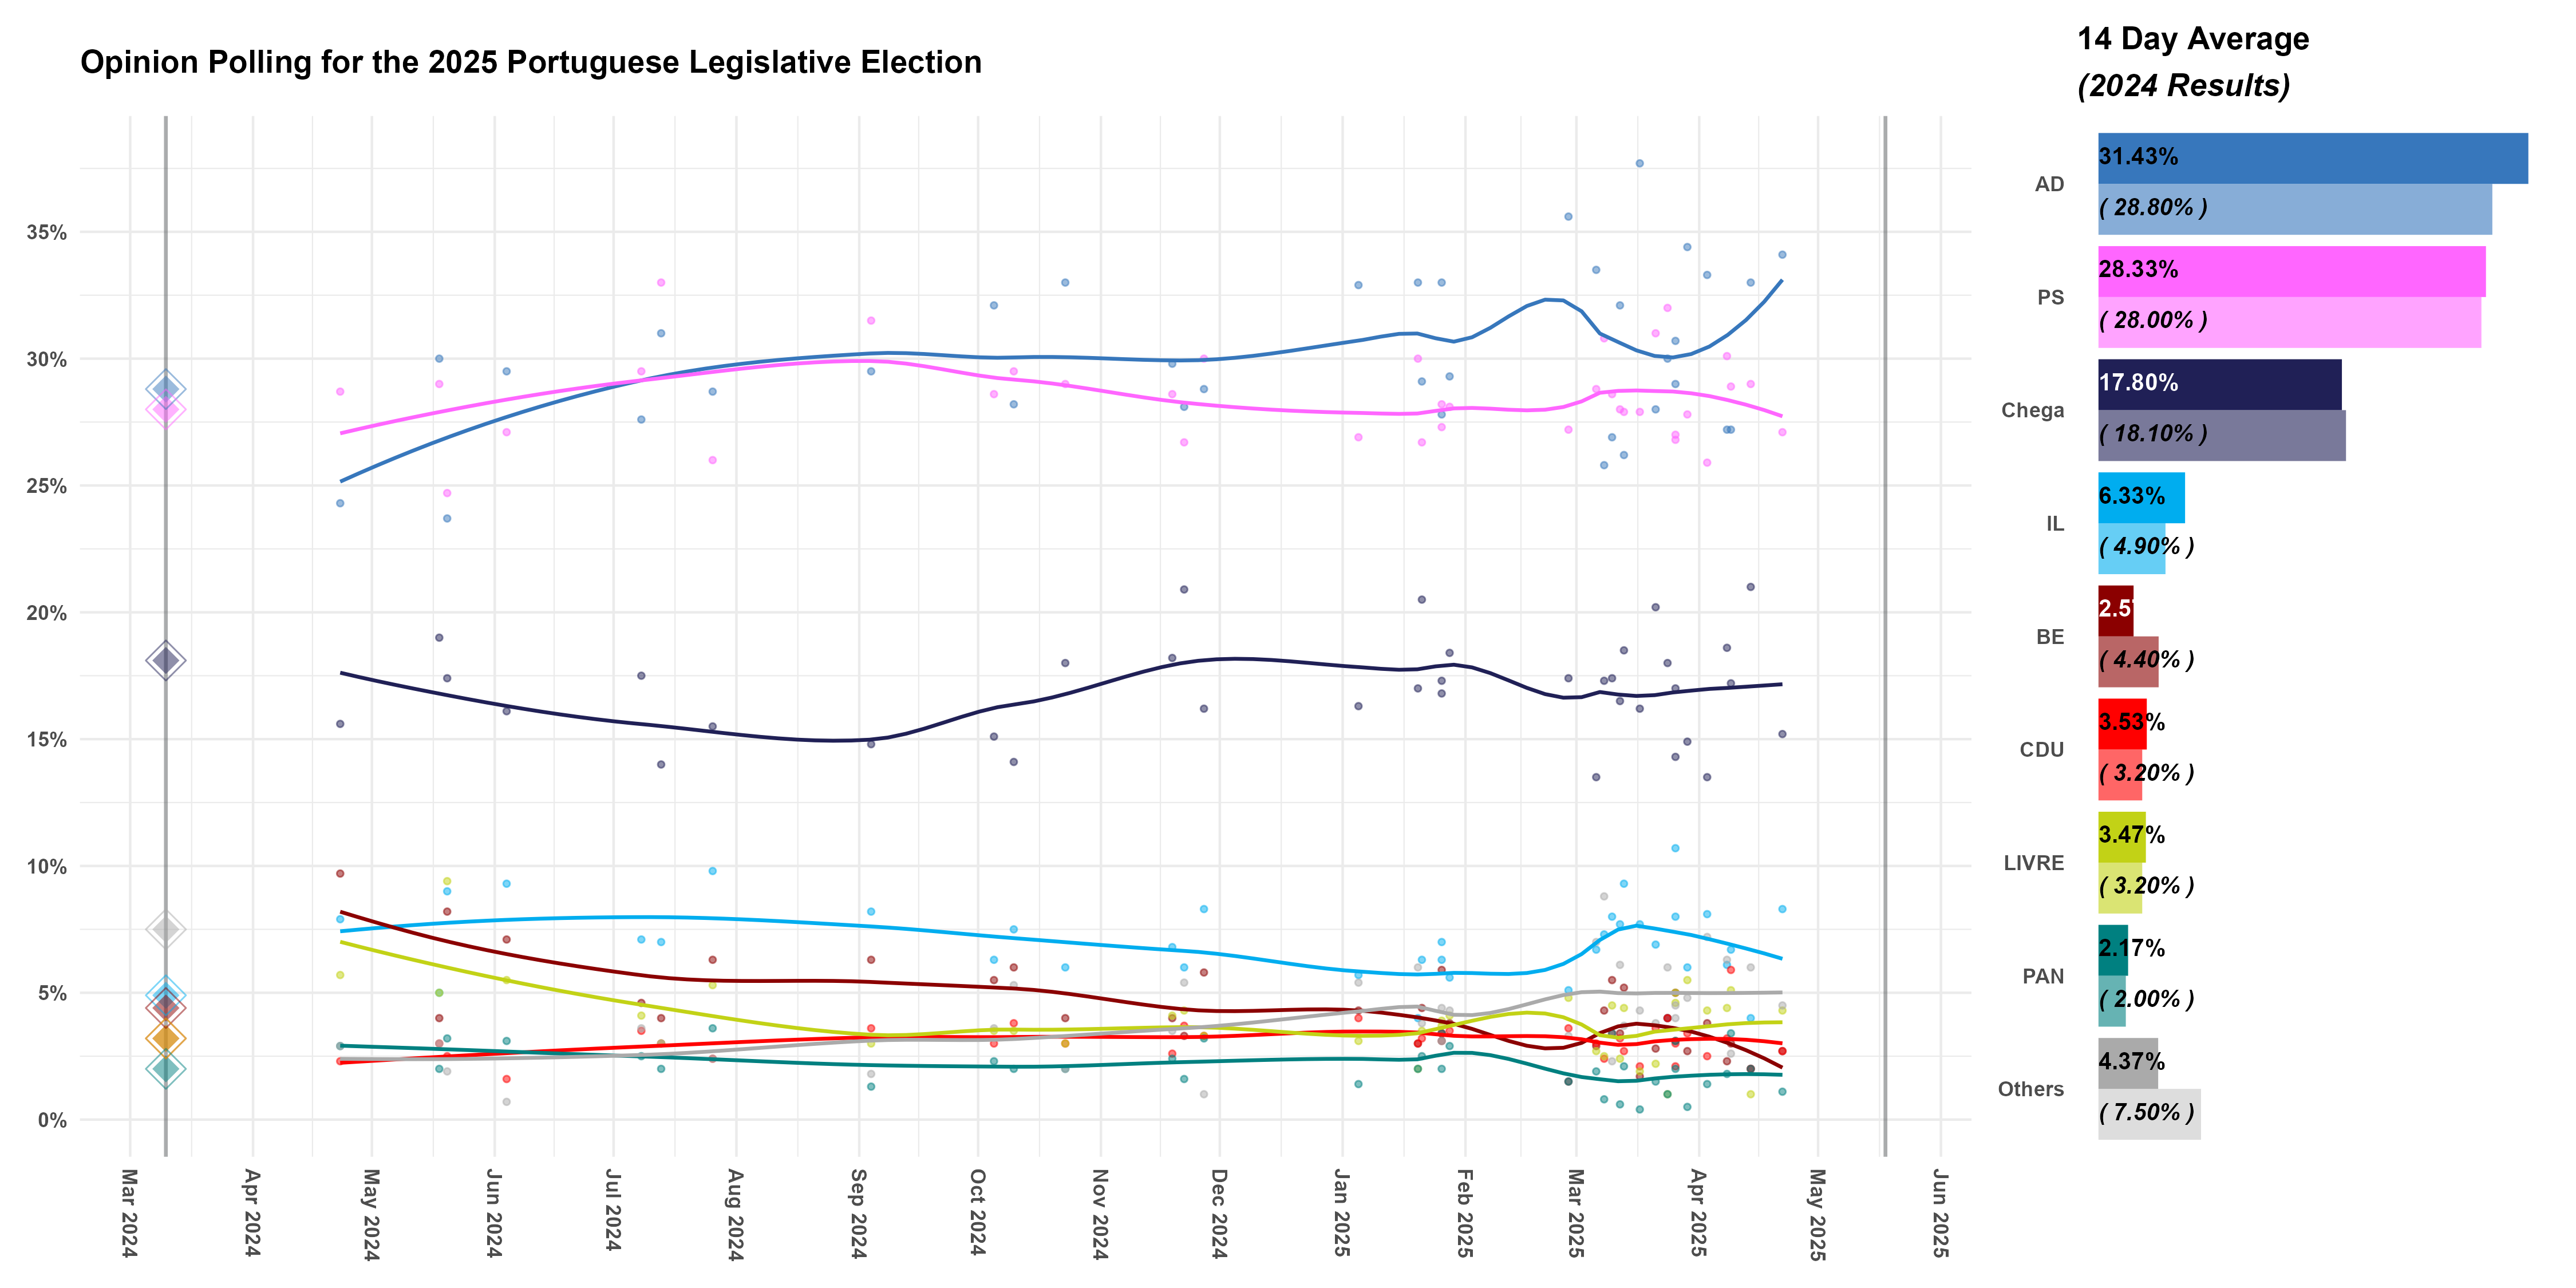 Opinion Polling for the 2025 Portuguese Legislative Election
35%
30%
25%
20%
15%
10%
5%
0%
Mar 2024
Apr 2024
May 2024
Jun 2024
Jul 2024
Aug 2024
Sep 2024
Oct 2024
Nov 2024
Dec 2024
Jan 2025
Feb 2025
Mar 2025
Apr 2025
May 2025
Jun 2025
14 Day Average
(2024 Results)
AD
31.43%
( 28.80% )
PS
28.33%
( 28.00% )
Chega
17.80%
( 18.10% )
IL
6.33%
( 4.90% )
BE
( 4.40% )
CDU
3.53%
( 3.20% )
LIVRE
3.47%
( 3.20% )
PAN
2.17%
( 2.00% )
Others
4.37%
( 7.50% )